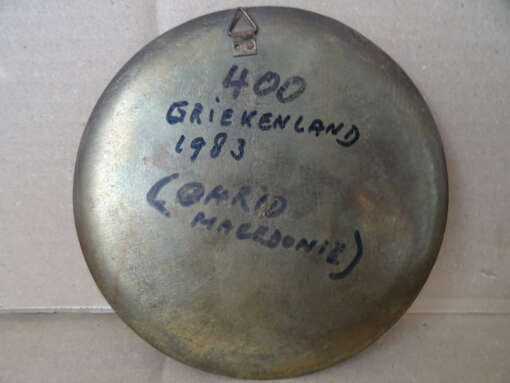 400
GRIEKENLAND
1983
(OHRID
MACEDONIË)